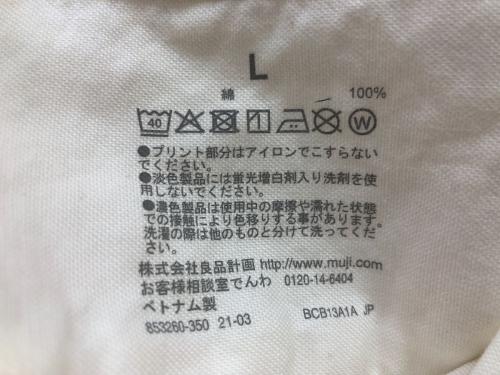 L
綿 100%
40 W
●プリント部分はアイロンでこすらない
でください。
●淡色製品には蛍光増白剤入り洗剤を使
用しないでください。
●濃色製品は使用中の摩擦や濡れた状態
での接触により色移りする事があります。
洗濯の際は他のものと分けて洗ってくだ
さい。
株式会社良品計画 http://www.muji.com
お客様相談室でんわ 0120-14-6404
ベトナム製
853260-350 21-03 BCB13A1A JP